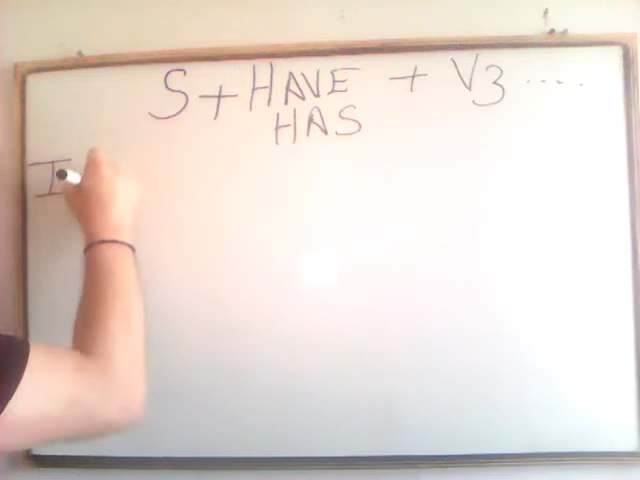 S + HAVE + V3 .....
HAS
I